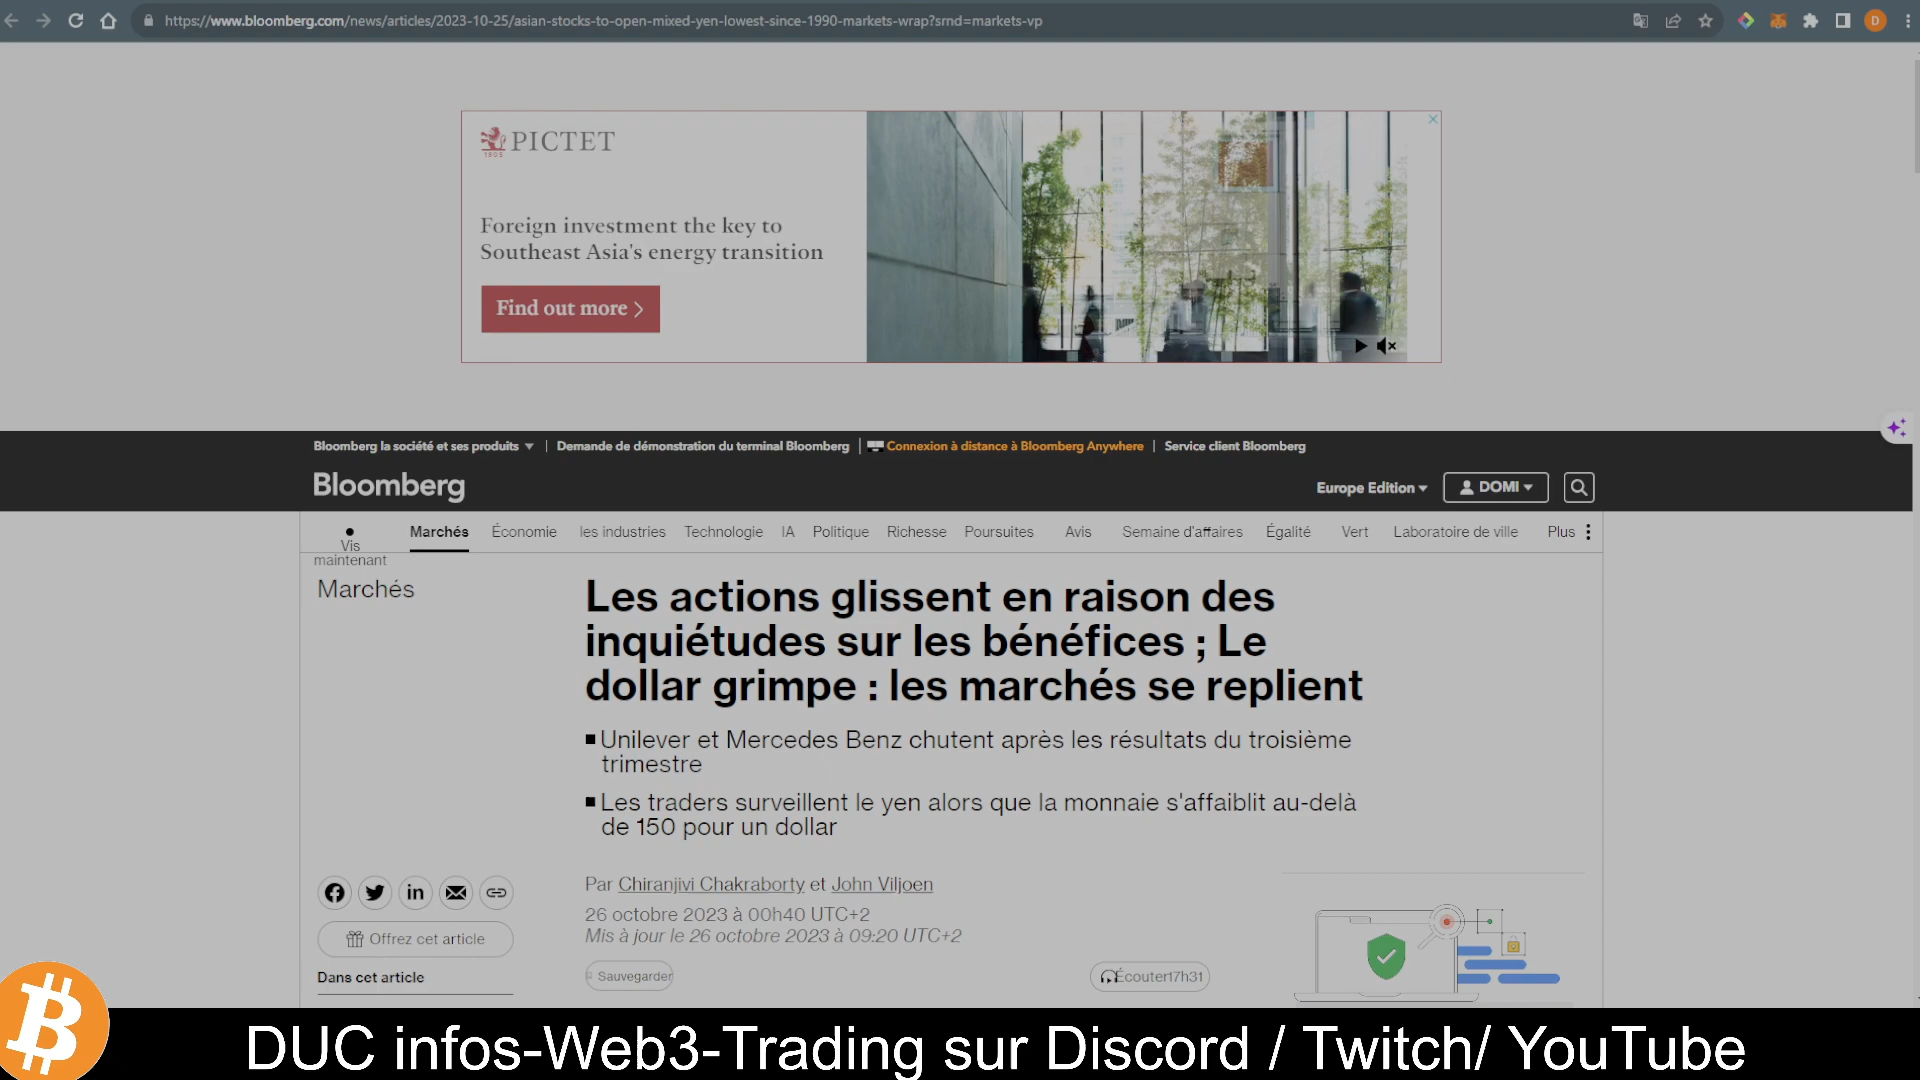 https://www.bloomberg.com/news/articles/2023-10-25/asian-stocks-to-open-mixed-yen-lowest-since-1990-markets-wrap?srnd=markets-vp
D
PICTET
1805
Foreign investment the key to
Southeast Asia's energy transition
Find out more
Bloomberg la société et ses produits
Demande de démonstration du terminal Bloomberg
Connexion à distance à Bloomberg Anywhere
Service client Bloomberg
Bloomberg
Europe Edition
DOMI
Vis maintenant
Marchés
Économie
les industries
Technologie
IA
Politique
Richesse
Poursuites
Avis
Semaine d'affaires
Égalité
Vert
Laboratoire de ville
Plus
Marchés
Les actions glissent en raison des
inquiétudes sur les bénéfices ; Le
dollar grimpe : les marchés se replient
Unilever et Mercedes Benz chutent après les résultats du troisième
trimestre
Les traders surveillent le yen alors que la monnaie s'affaiblit au-delà
de 150 pour un dollar
Par Chiranjivi Chakraborty et John Viljoen
26 octobre 2023 à 00h40 UTC+2
Mis à jour le 26 octobre 2023 à 09:20 UTC+2
Offrez cet article
Dans cet article
Sauvegarder
Écouter17h31
DUC infos-Web3-Trading sur Discord / Twitch/ YouTube